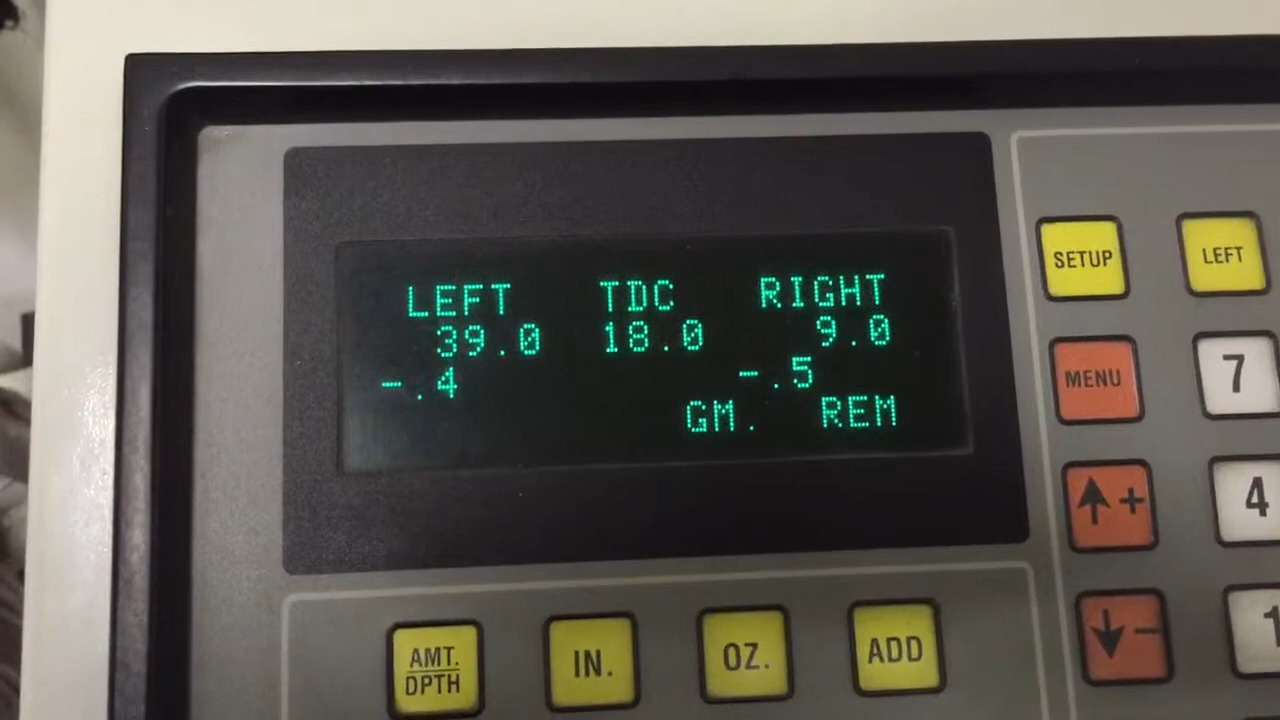 LEFT TDC RIGHT
39.0 18.0 9.0
-.4 -.5
GM. REM
SETUP LEFT
MENU 7
+ 4
- 1
AMT. DPTH IN. OZ. ADD